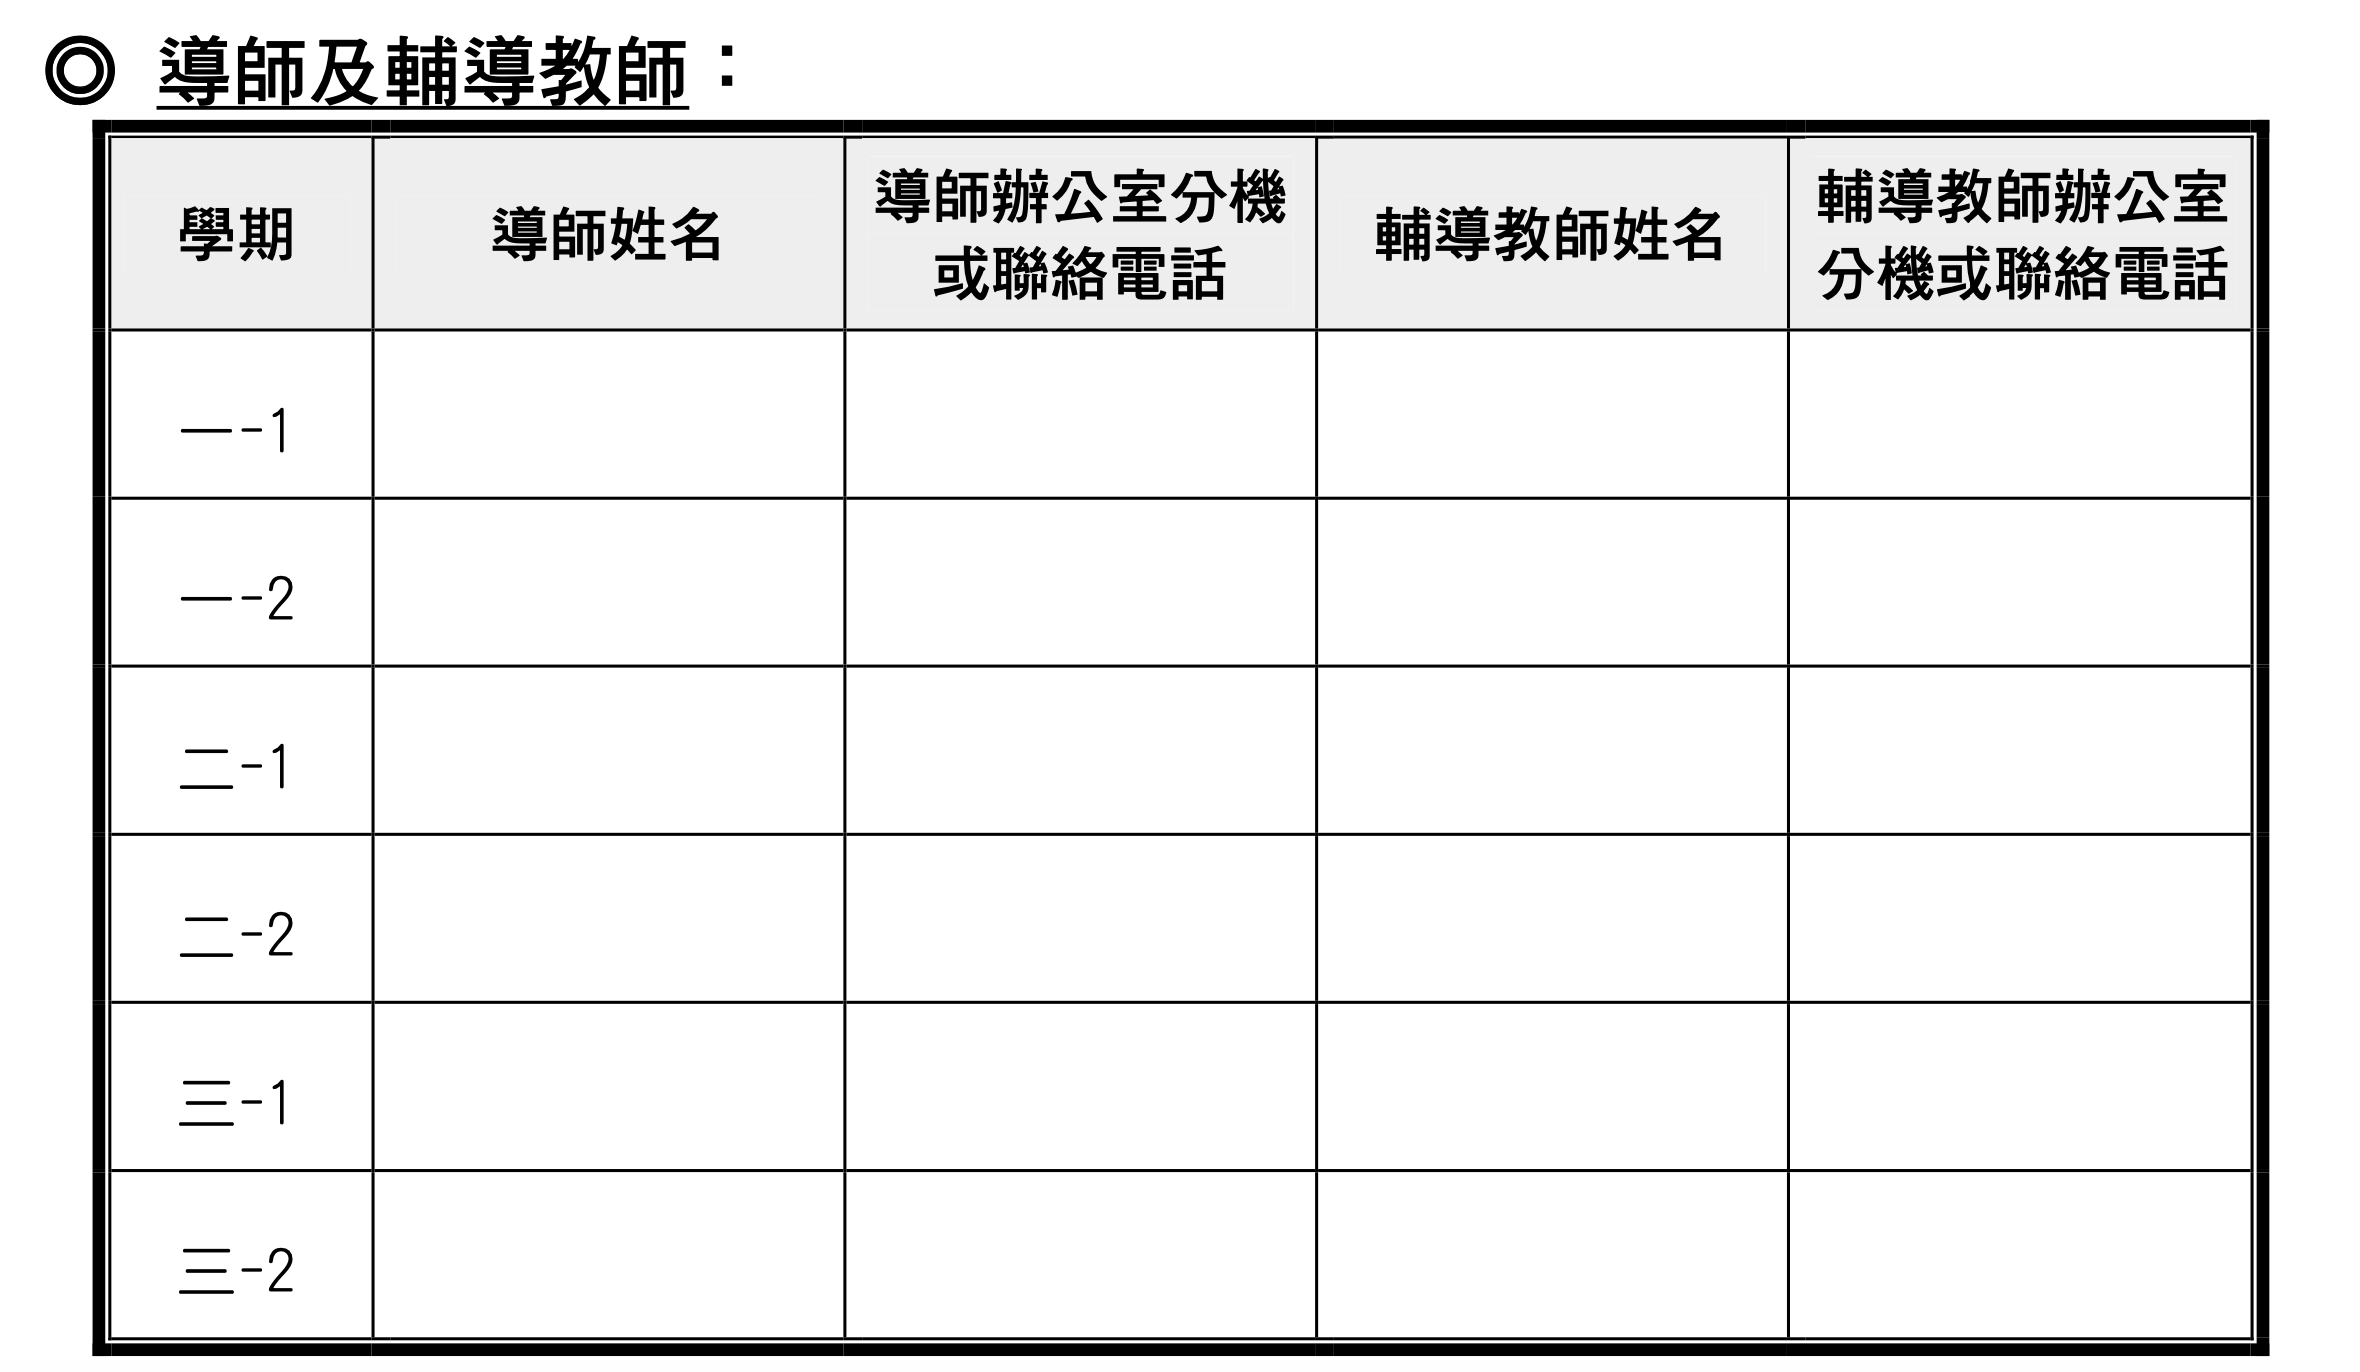 ◎ 導師及輔導教師：
學期
導師姓名
導師辦公室分機
或聯絡電話
輔導教師姓名
輔導教師辦公室
分機或聯絡電話
一-1
一-2
二-1
二-2
三-1
三-2